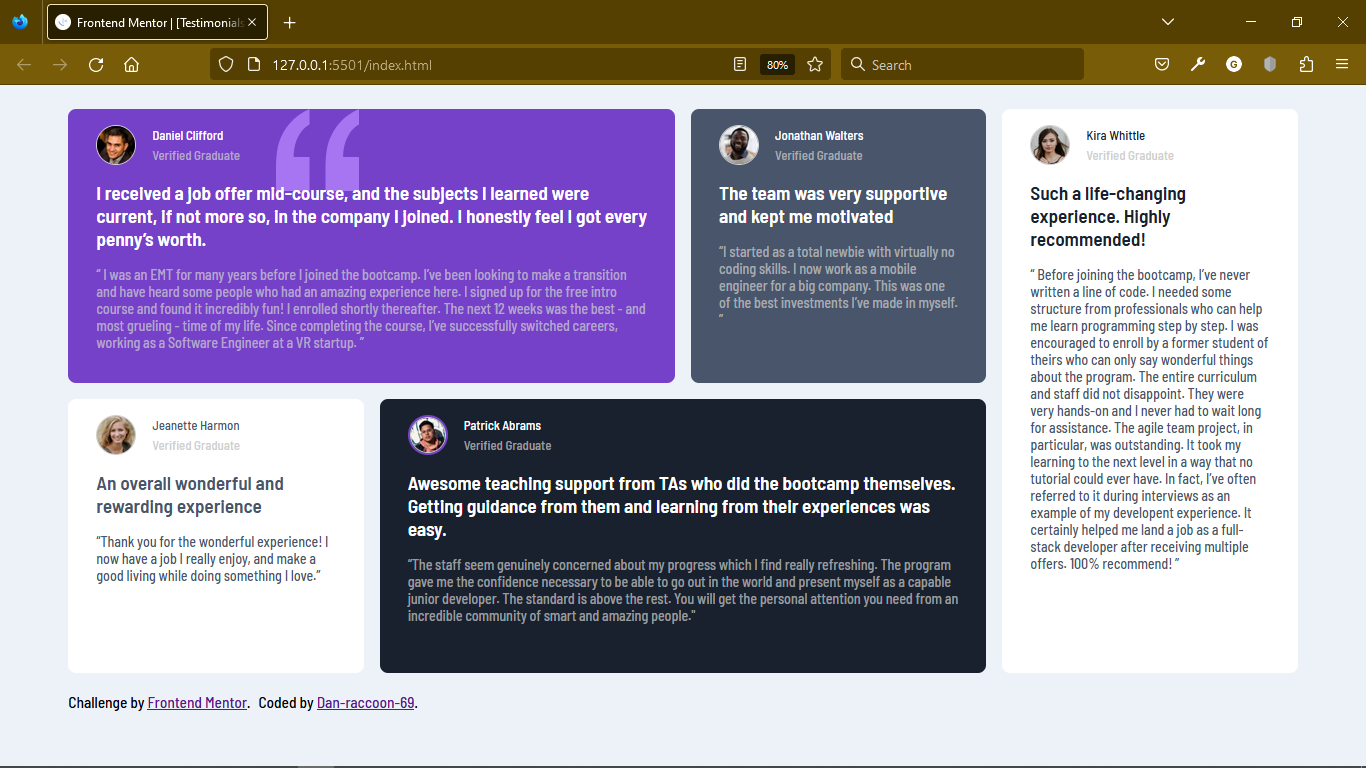 Frontend Mentor | [Testimonials
127.0.0.1:5501/index.html
80%
Search
G
“
Daniel Clifford
Verified Graduate
I received a job offer mid-course, and the subjects I learned were
current, if not more so, in the company I joined. I honestly feel I got every
penny’s worth.
“ I was an EMT for many years before I joined the bootcamp. I’ve been looking to make a transition
and have heard some people who had an amazing experience here. I signed up for the free intro
course and found it incredibly fun! I enrolled shortly thereafter. The next 12 weeks was the best - and
most grueling - time of my life. Since completing the course, I’ve successfully switched careers,
working as a Software Engineer at a VR startup. ”
Jonathan Walters
Verified Graduate
The team was very supportive
and kept me motivated
“I started as a total newbie with virtually no
coding skills. I now work as a mobile
engineer for a big company. This was one
of the best investments I’ve made in myself.
”
Kira Whittle
Verified Graduate
Such a life-changing
experience. Highly
recommended!
“ Before joining the bootcamp, I’ve never
written a line of code. I needed some
structure from professionals who can help
me learn programming step by step. I was
encouraged to enroll by a former student of
theirs who can only say wonderful things
about the program. The entire curriculum
and staff did not disappoint. They were
very hands-on and I never had to wait long
for assistance. The agile team project, in
particular, was outstanding. It took my
learning to the next level in a way that no
tutorial could ever have. In fact, I’ve often
referred to it during interviews as an
example of my developent experience. It
certainly helped me land a job as a full-
stack developer after receiving multiple
offers. 100% recommend! ”
Jeanette Harmon
Verified Graduate
An overall wonderful and
rewarding experience
“Thank you for the wonderful experience! I
now have a job I really enjoy, and make a
good living while doing something I love.”
Patrick Abrams
Verified Graduate
Awesome teaching support from TAs who did the bootcamp themselves.
Getting guidance from them and learning from their experiences was
easy.
“The staff seem genuinely concerned about my progress which I find really refreshing. The program
gave me the confidence necessary to be able to go out in the world and present myself as a capable
junior developer. The standard is above the rest. You will get the personal attention you need from an
incredible community of smart and amazing people.”
Challenge by Frontend Mentor. Coded by Dan-raccoon-69.